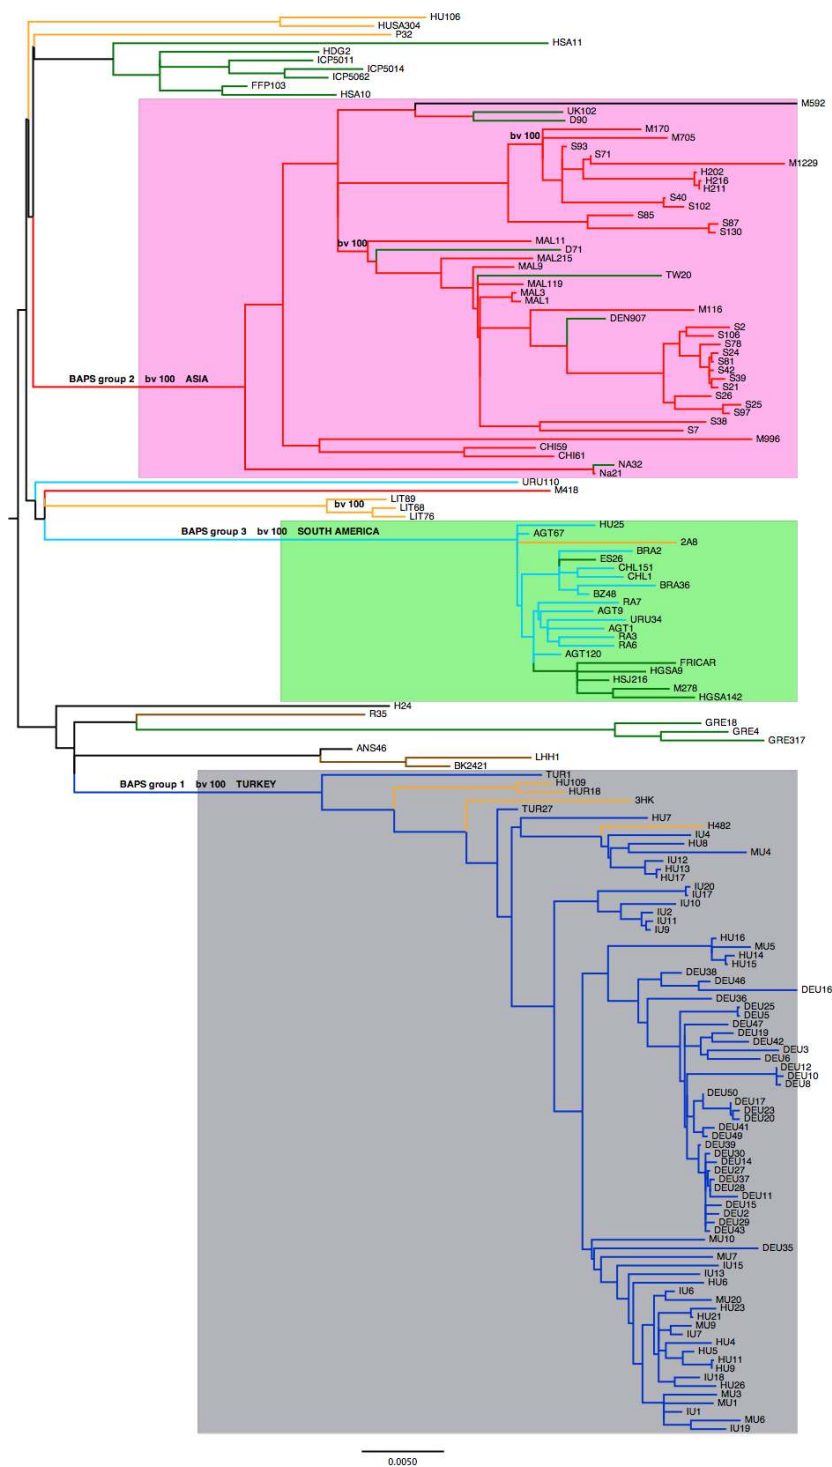 HU106
HUSA304
P32
HSA11
HDG2
ICP5011
ICP5014
ICP5062
FFP103
HSA10
M592
UK102
D90
M170
bv 100
M705
S93
S71
M1229
H202
H216
H211
S40
S102
S85
S87
S130
MAL11
bv 100
D71
MAL215
MAL9
TW20
MAL119
MAL3
MAL1
M116
DEN907
S2
S106
S78
S24
S81
S42
BAPS group 2 bv 100 ASIA
S39
S21
S26
S25
S97
S38
S7
M996
CHI59
CHI61
NA32
Na21
URU110
M418
LIT89
bv 100
LIT68
LIT76
HU25
BAPS group 3 bv 100 SOUTH AMERICA
AGT67
2A8
BRA2
ES26
CHL151
CHL1
BRA36
BZ48
RA7
AGT9
URU34
AGT1
RA3
RA6
AGT120
FRICAR
HGSA9
HSJ216
M278
HGSA142
H24
R35
GRE18
GRE4
GRE317
ANS46
LHH1
BK2421
TUR1
HU109
BAPS group 1 bv 100 TURKEY
HUR18
3HK
TUR27
HU7
H482
IU4
HU8
MU4
IU12
HU13
HU17
IU20
IU17
IU10
IU2
IU11
IU9
HU16
MU5
HU14
HU15
DEU38
DEU46
DEU16
DEU36
DEU25
DEU5
DEU47
DEU19
DEU42
DEU3
DEU6
DEU12
DEU10
DEU8
DEU50
DEU17
DEU23
DEU20
DEU41
DEU49
DEU39
DEU30
DEU14
DEU27
DEU37
DEU28
DEU11
DEU15
DEU2
DEU29
DEU43
MU10
DEU35
MU7
IU15
IU13
HU6
IU6
MU20
HU23
HU21
MU9
IU7
HU4
HU5
HU11
HU9
IU18
HU26
MU3
MU1
IU1
MU6
IU19
0.0050